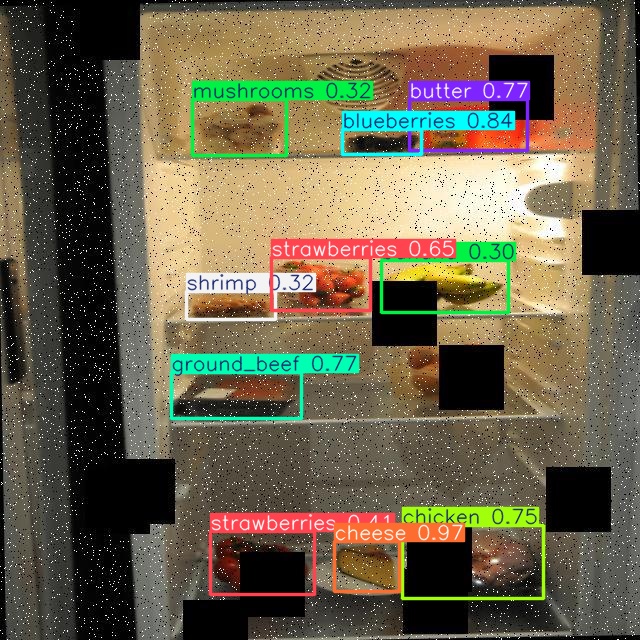 mushrooms 0.32
butter 0.77
blueberries 0.84
strawberries 0.65
0.30
shrimp 0.32
ground_beef 0.77
strawberries 0.41
chicken 0.75
cheese 0.97